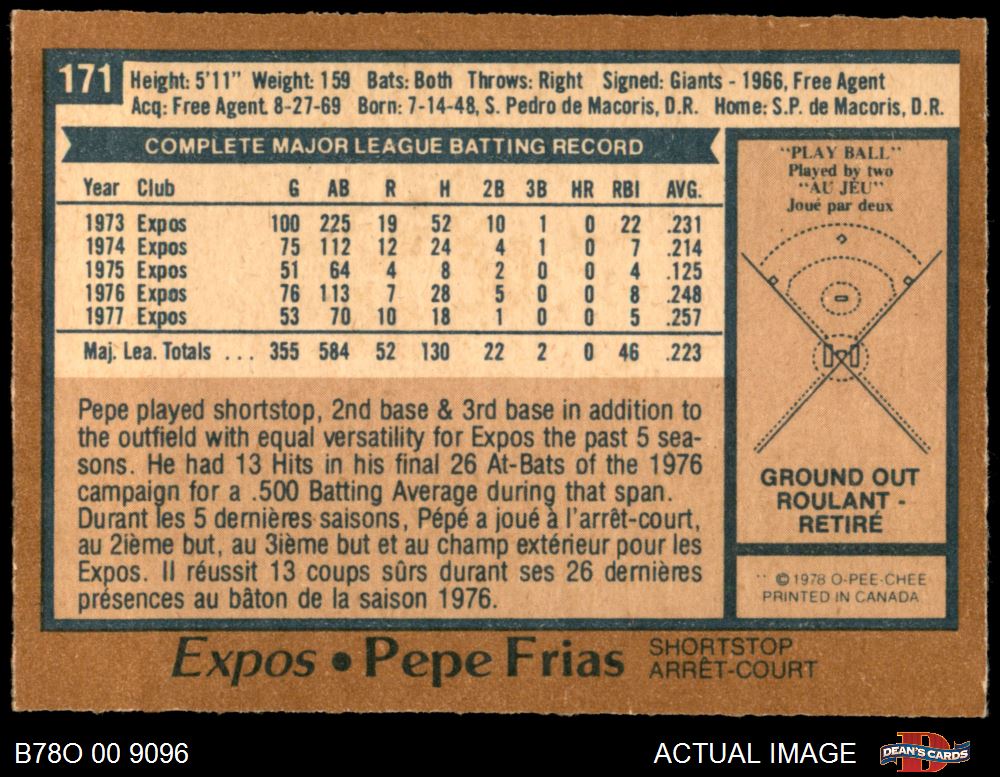 171
Height: 5'11" Weight: 159 Bats: Both Throws: Right Signed: Giants - 1966, Free Agent
Acq: Free Agent. 8-27-69 Born: 7-14-48, S. Pedro de Macoris, D.R. Home: S.P. de Macoris, D.R.
COMPLETE MAJOR LEAGUE BATTING RECORD
Year Club G AB R H 2B 3B HR RBI AVG.
1973 Expos 100 225 19 52 10 1 0 22 .231
1974 Expos 75 112 12 24 4 1 0 7 .214
1975 Expos 51 64 4 8 2 0 0 4 .125
1976 Expos 76 113 7 28 5 0 0 8 .248
1977 Expos 53 70 10 18 1 0 0 5 .257
Maj. Lea. Totals ... 355 584 52 130 22 2 0 46 .223
Pepe played shortstop, 2nd base & 3rd base in addition to
the outfield with equal versatility for Expos the past 5 sea-
sons. He had 13 Hits in his final 26 At-Bats of the 1976
campaign for a .500 Batting Average during that span.
Durant les 5 dernières saisons, Pépé a joué à l'arrêt-court,
au 2ième but, au 3ième but et au champ extérieur pour les
Expos. Il réussit 13 coups sûrs durant ses 26 dernières
présences au bâton de la saison 1976.
"PLAY BALL"
Played by two
"AU JEU"
Joué par deux
GROUND OUT
ROULANT -
RETIRÉ
** © 1978 O-PEE-CHEE
PRINTED IN CANADA
Expos • Pepe Frias
SHORTSTOP
ARRÊT-COURT
B78O 00 9096
ACTUAL IMAGE
DEAN'S CARDS